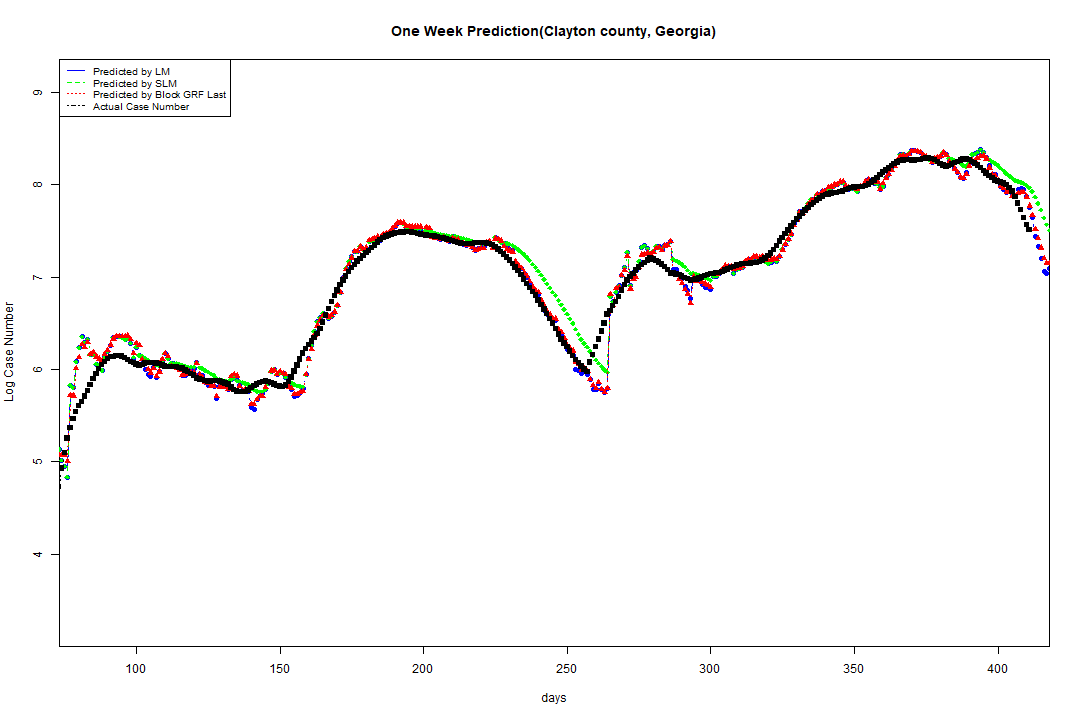 One Week Prediction(Clayton county, Georgia)
Predicted by LM
Predicted by SLM
Predicted by Block GRF Last
Actual Case Number
9
8
7
6
5
4
Log Case Number
100 150 200 250 300 350 400
days